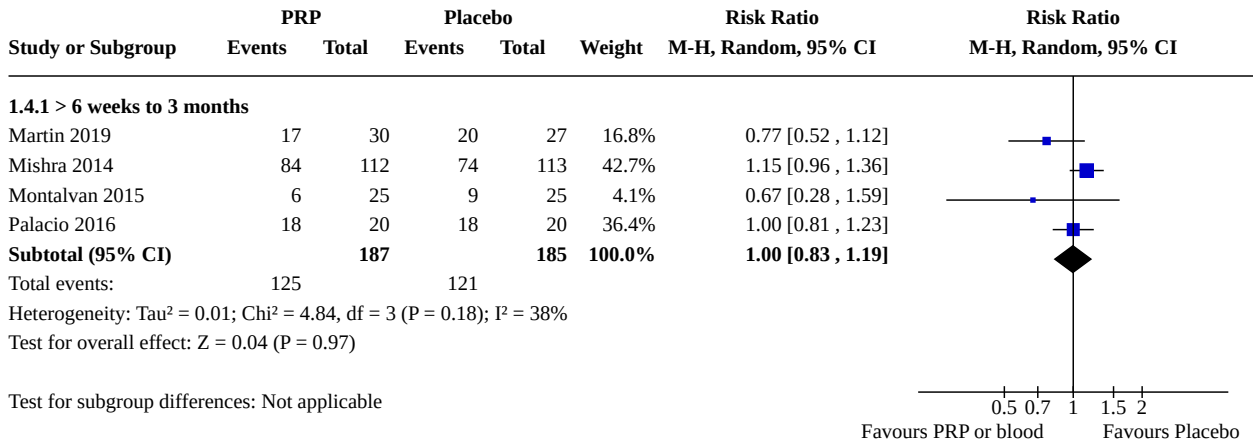 PRP Placebo Risk Ratio Risk Ratio
Study or Subgroup Events Total Events Total Weight M-H, Random, 95% CI M-H, Random, 95% CI
1.4.1 > 6 weeks to 3 months
Martin 2019 17 30 20 27 16.8% 0.77 [0.52 , 1.12]
Mishra 2014 84 112 74 113 42.7% 1.15 [0.96 , 1.36]
Montalvan 2015 6 25 9 25 4.1% 0.67 [0.28 , 1.59]
Palacio 2016 18 20 18 20 36.4% 1.00 [0.81 , 1.23]
Subtotal (95% CI) 187 185 100.0% 1.00 [0.83 , 1.19]
Total events: 125 121
Heterogeneity: Tau² = 0.01; Chi² = 4.84, df = 3 (P = 0.18); I² = 38%
Test for overall effect: Z = 0.04 (P = 0.97)
Test for subgroup differences: Not applicable
0.5 0.7 1 1.5 2
Favours PRP or blood Favours Placebo